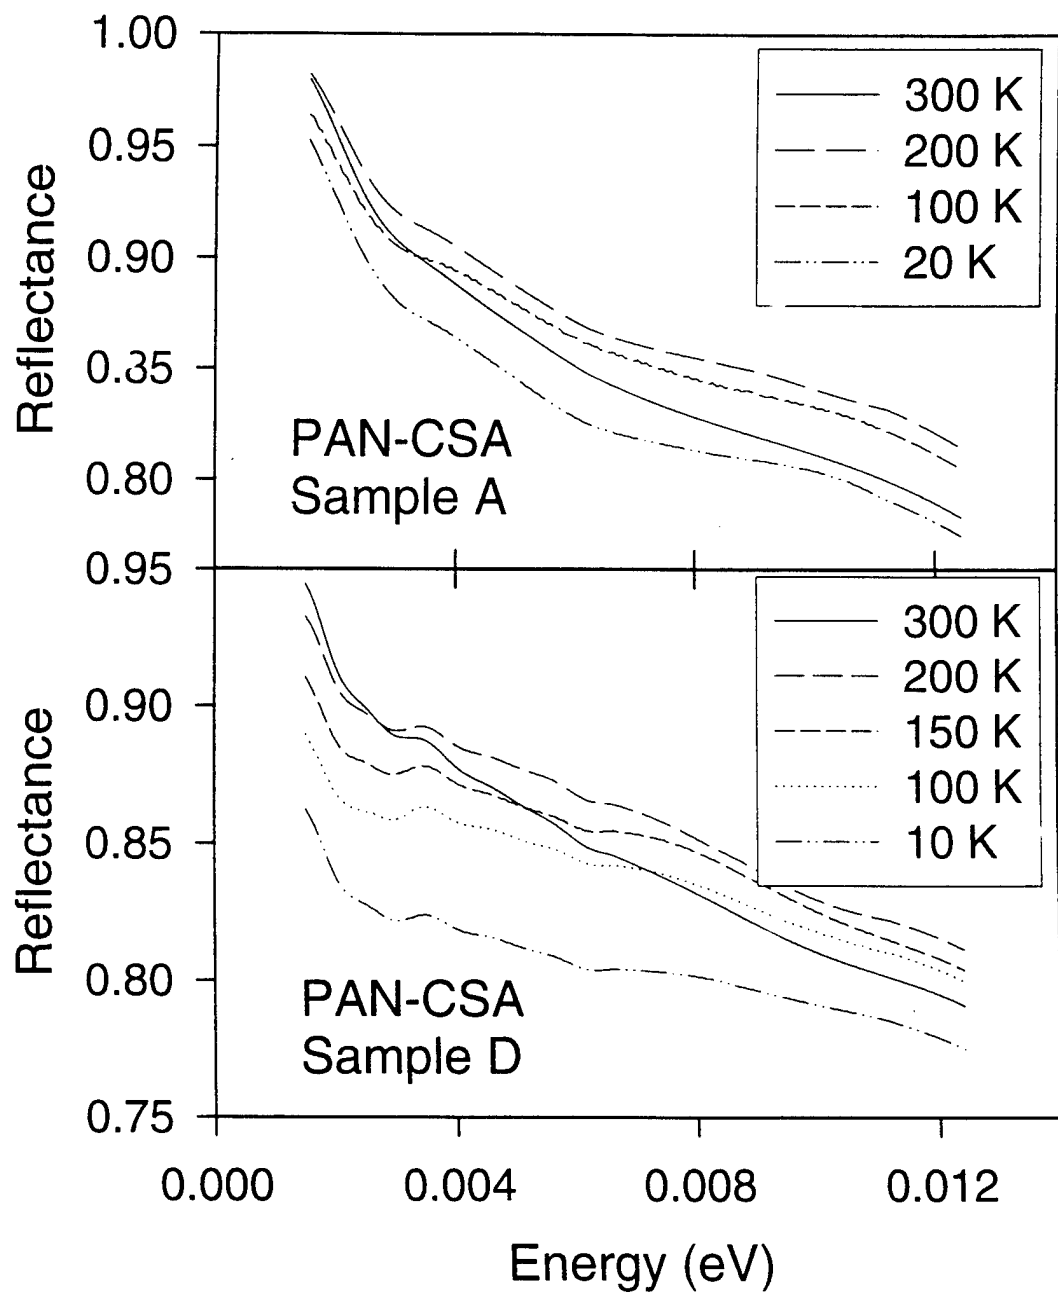 1.00
0.95
0.90
0.35
0.80
Reflectance
300 K
200 K
100 K
20 K
PAN-CSA
Sample A
0.95
0.90
0.85
0.80
0.75
Reflectance
300 K
200 K
150 K
100 K
10 K
PAN-CSA
Sample D
0.000 0.004 0.008 0.012
Energy (eV)